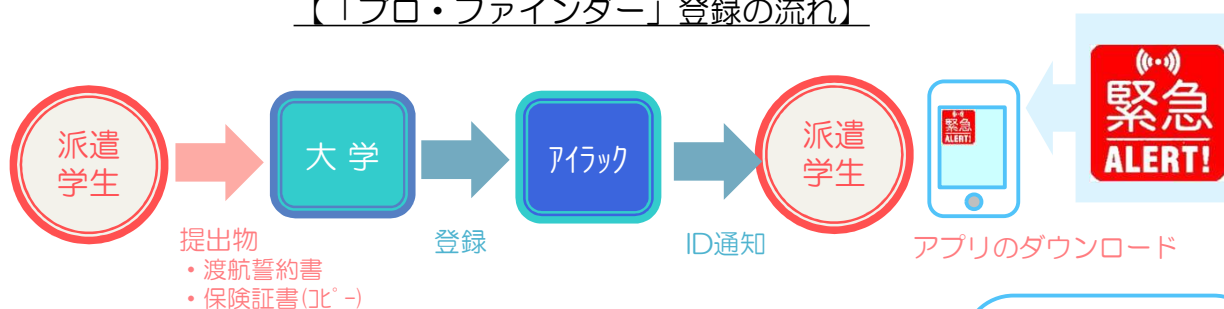 【「プロ・ファインダー」登録の流れ】
派遣
学生
大 学
ｱｲﾗｯｸ
派遣
学生
緊急
ALERT!
緊急
ALERT!
提出物
・渡航誓約書
・保険証書(ｺﾋﾟｰ)
登録
ID通知
アプリのダウンロード